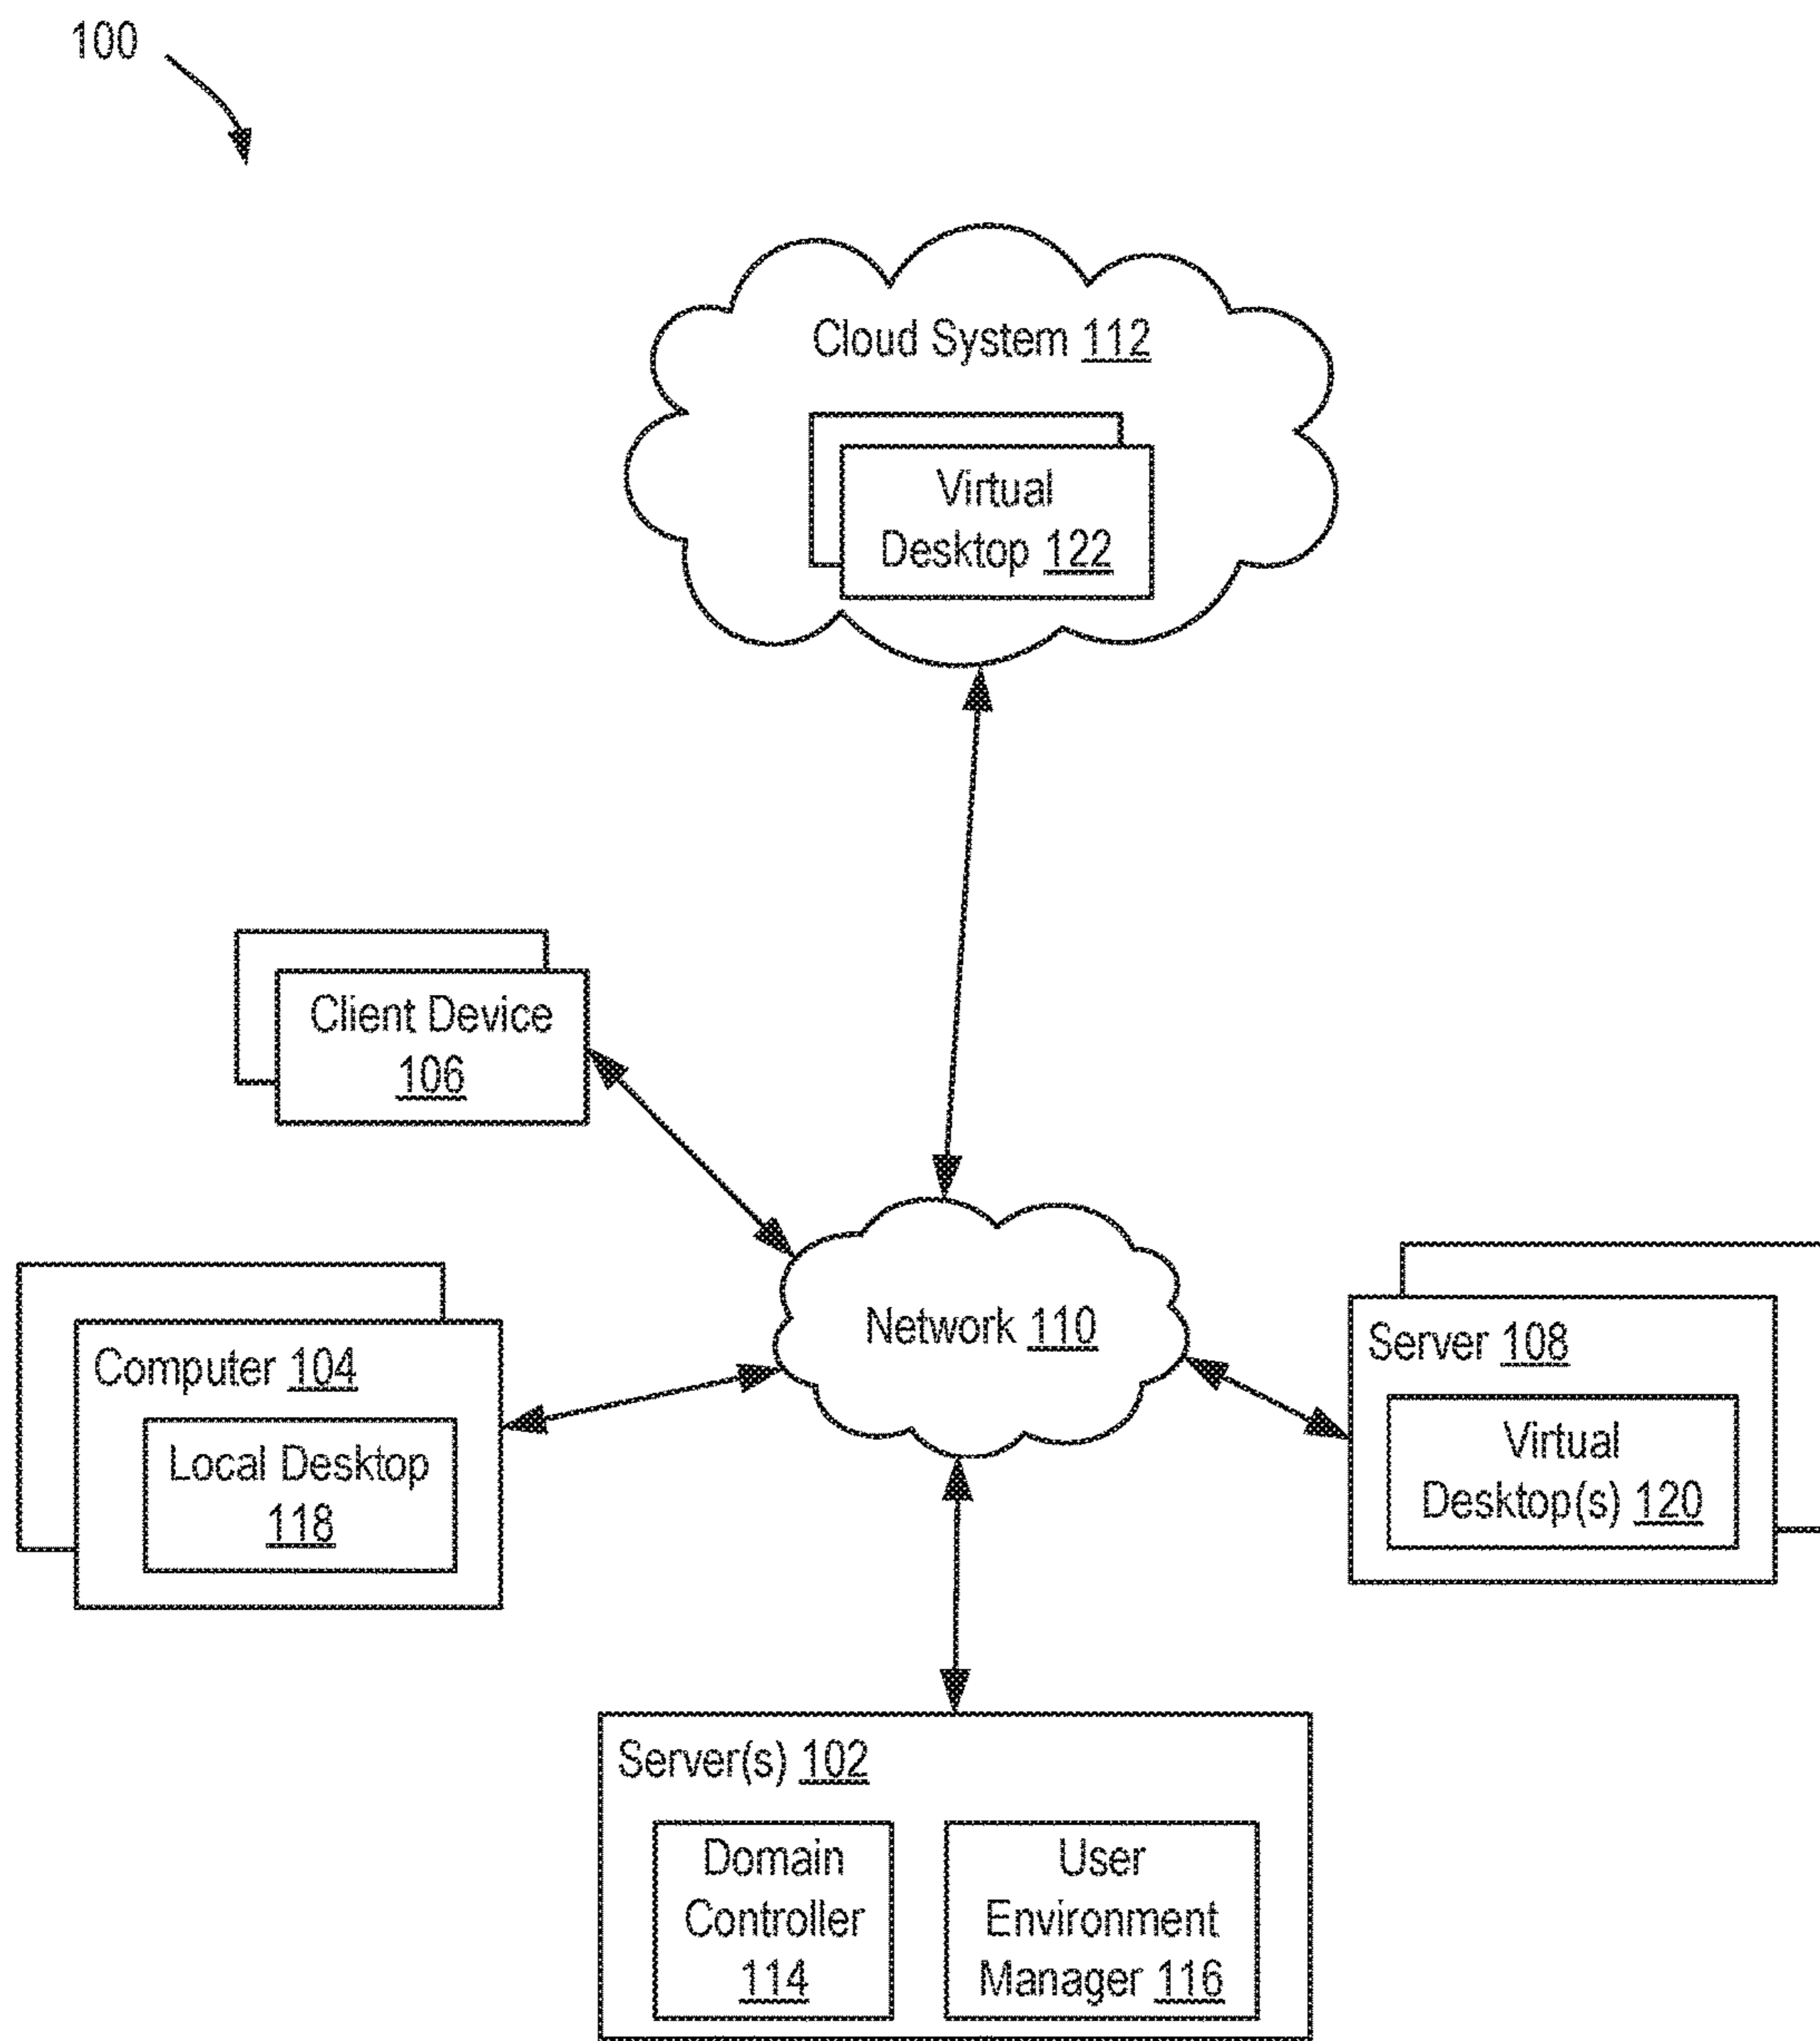 100
Cloud System 112
Virtual
Desktop 122
Client Device
106
Network 110
Computer 104
Local Desktop
118
Server 108
Virtual
Desktop(s) 120
Server(s) 102
Domain
Controller
114
User
Environment
Manager 116